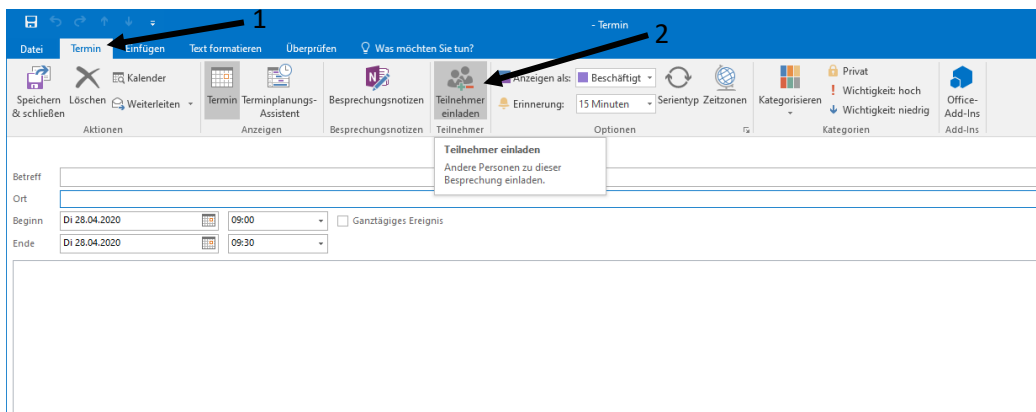 1
- Termin
2
Datei Termin Einfügen Text formatieren Überprüfen Was möchten Sie tun?
Speichern & schließen
Löschen
Kalender
Weiterleiten
Aktionen
Termin
Terminplanungs-
Assistent
Anzeigen
Besprechungsnotizen
Besprechungsnotizen
Teilnehmer
einladen
Teilnehmer
Anzeigen als: Beschäftigt
Erinnerung: 15 Minuten
Serientyp
Zeitzonen
Optionen
Kategorisieren
Privat
Wichtigkeit: hoch
Wichtigkeit: niedrig
Kategorien
Office-
Add-Ins
Add-Ins
Teilnehmer einladen
Andere Personen zu dieser
Besprechung einladen.
Betreff
Ort
Beginn Di 28.04.2020 09:00 Ganztägiges Ereignis
Ende Di 28.04.2020 09:30